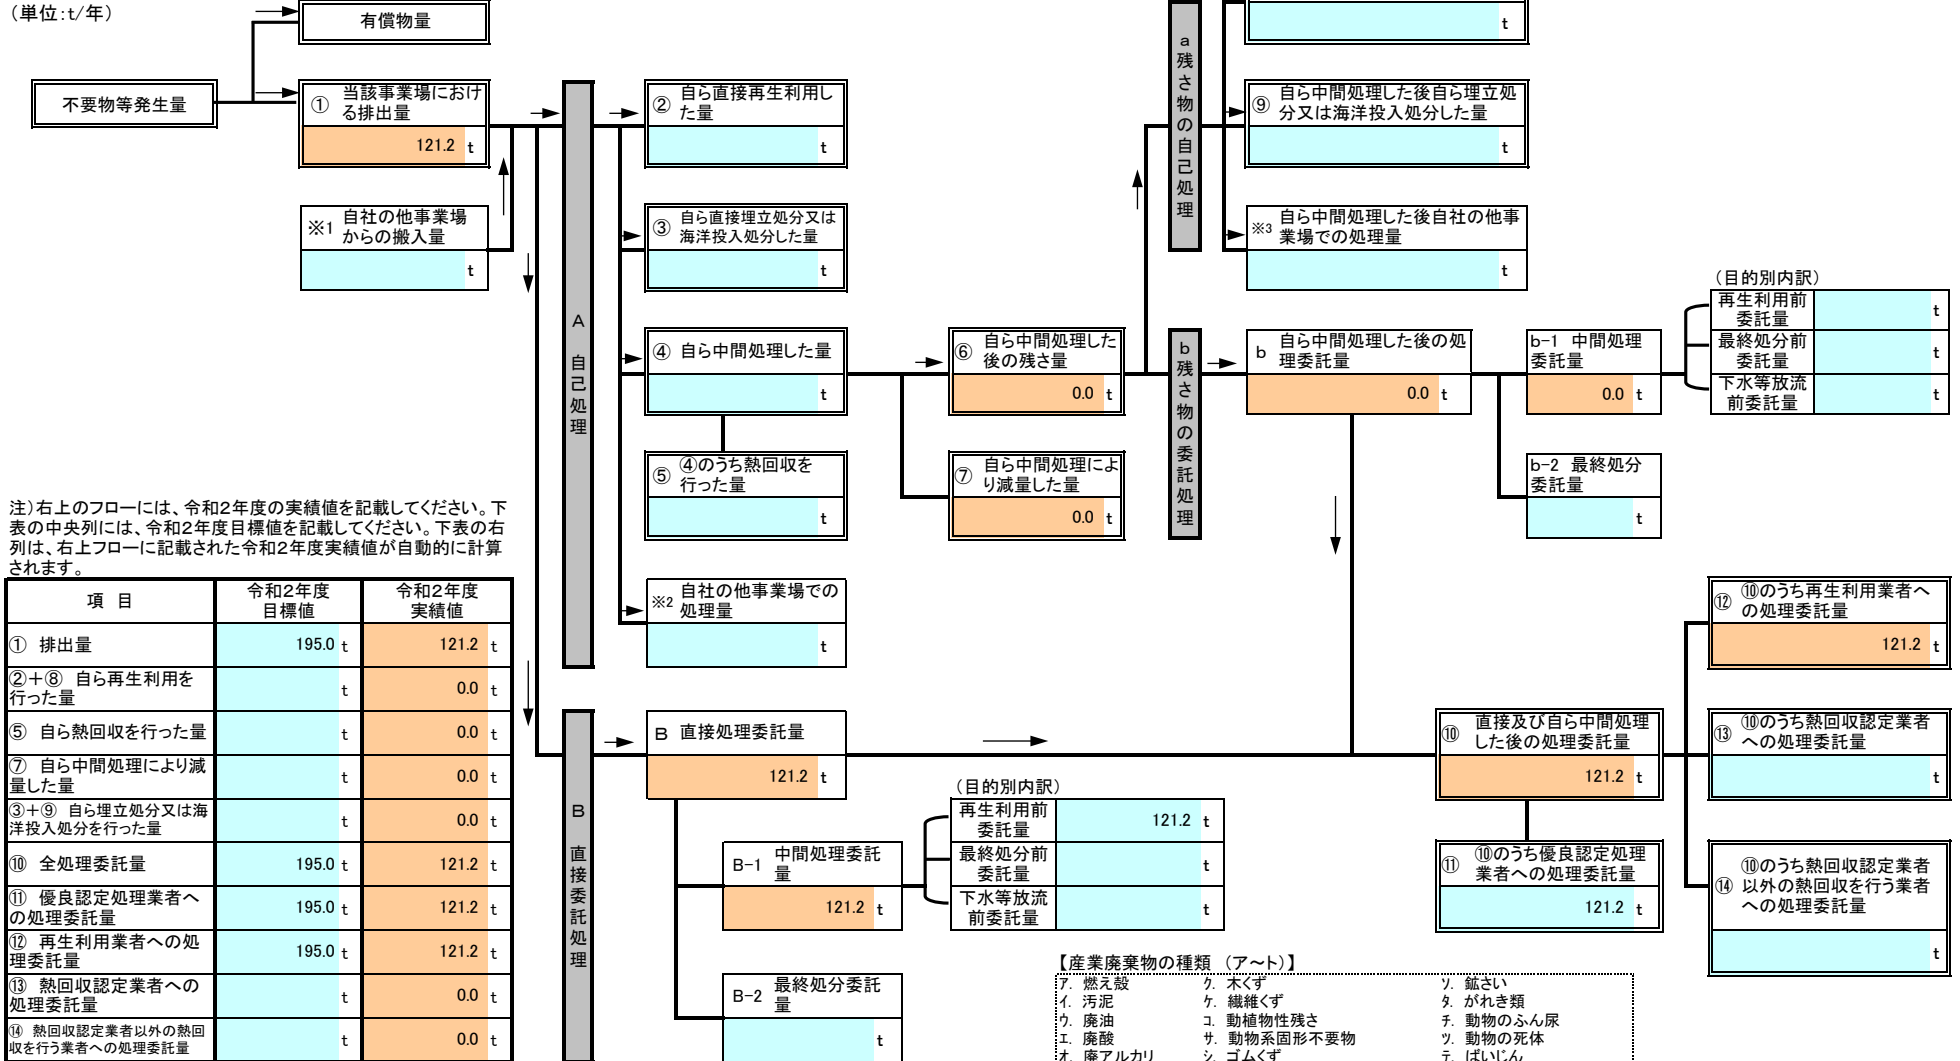 （単位:t/年）
有償物量
不要物等発生量
① 当該事業場におけ
る排出量
121.2 t
※1 自社の他事業場
からの搬入量
t
A 自己処理
② 自ら直接再生利用し
た量
t
③ 自ら直接埋立処分又は
海洋投入処分した量
t
④ 自ら中間処理した量
t
⑤ ④のうち熱回収を
行った量
t
※2 自社の他事業場での
処理量
t
⑥ 自ら中間処理した
後の残さ量
0.0 t
⑦ 自ら中間処理によ
り減量した量
0.0 t
a 残さ物の自己処理
t
⑨ 自ら中間処理した後自ら埋立処
分又は海洋投入処分した量
t
※3 自ら中間処理した後自社の他事
業場での処理量
t
b 残さ物の委託処理
b 自ら中間処理した後の処
理委託量
0.0 t
b-1 中間処理
委託量
0.0 t
（目的別内訳）
再生利用前
委託量
t
最終処分前
委託量
t
下水等放流
前委託量
t
b-2 最終処分
委託量
t
注）右上のフローには、令和2年度の実績値を記載してください。下
表の中央列には、令和2年度目標値を記載してください。下表の右
列は、右上フローに記載された令和2年度実績値が自動的に計算
されます。
項 目 令和2年度 目標値 令和2年度 実績値
① 排出量 195.0 t 121.2 t
②＋⑧ 自ら再生利用を
行った量 t 0.0 t
⑤ 自ら熱回収を行った量 t 0.0 t
⑦ 自ら中間処理により減
量した量 t 0.0 t
③＋⑨ 自ら埋立処分又は海
洋投入処分を行った量 t 0.0 t
⑩ 全処理委託量 195.0 t 121.2 t
⑪ 優良認定処理業者へ
の処理委託量 195.0 t 121.2 t
⑫ 再生利用業者への処
理委託量 195.0 t 121.2 t
⑬ 熱回収認定業者への
処理委託量 t 0.0 t
⑭ 熱回収認定業者以外の熱回
収を行う業者への処理委託量 t 0.0 t
B 直接委託処理
B 直接処理委託量
121.2 t
B-1 中間処理委託
量
121.2 t
（目的別内訳）
再生利用前
委託量
121.2 t
最終処分前
委託量
t
下水等放流
前委託量
t
B-2 最終処分委託
量
t
⑩ 直接及び自ら中間処理
した後の処理委託量
121.2 t
⑪ ⑩のうち優良認定処理
業者への処理委託量
121.2 t
⑫ ⑩のうち再生利用業者へ
の処理委託量
121.2 t
⑬ ⑩のうち熱回収認定業者
への処理委託量
t
⑭ ⑩のうち熱回収認定業者
以外の熱回収を行う業者
への処理委託量
t
【産業廃棄物の種類 （ア～ト）】
ア. 燃え殻 ク. 木くず ソ. 鉱さい
イ. 汚泥 ケ. 繊維くず タ. がれき類
ウ. 廃油 コ. 動植物性残さ チ. 動物のふん尿
エ. 廃酸 サ. 動物系固形不要物 ツ. 動物の死体
オ. 廃アルカリ シ. ゴムくず テ. ばいじん